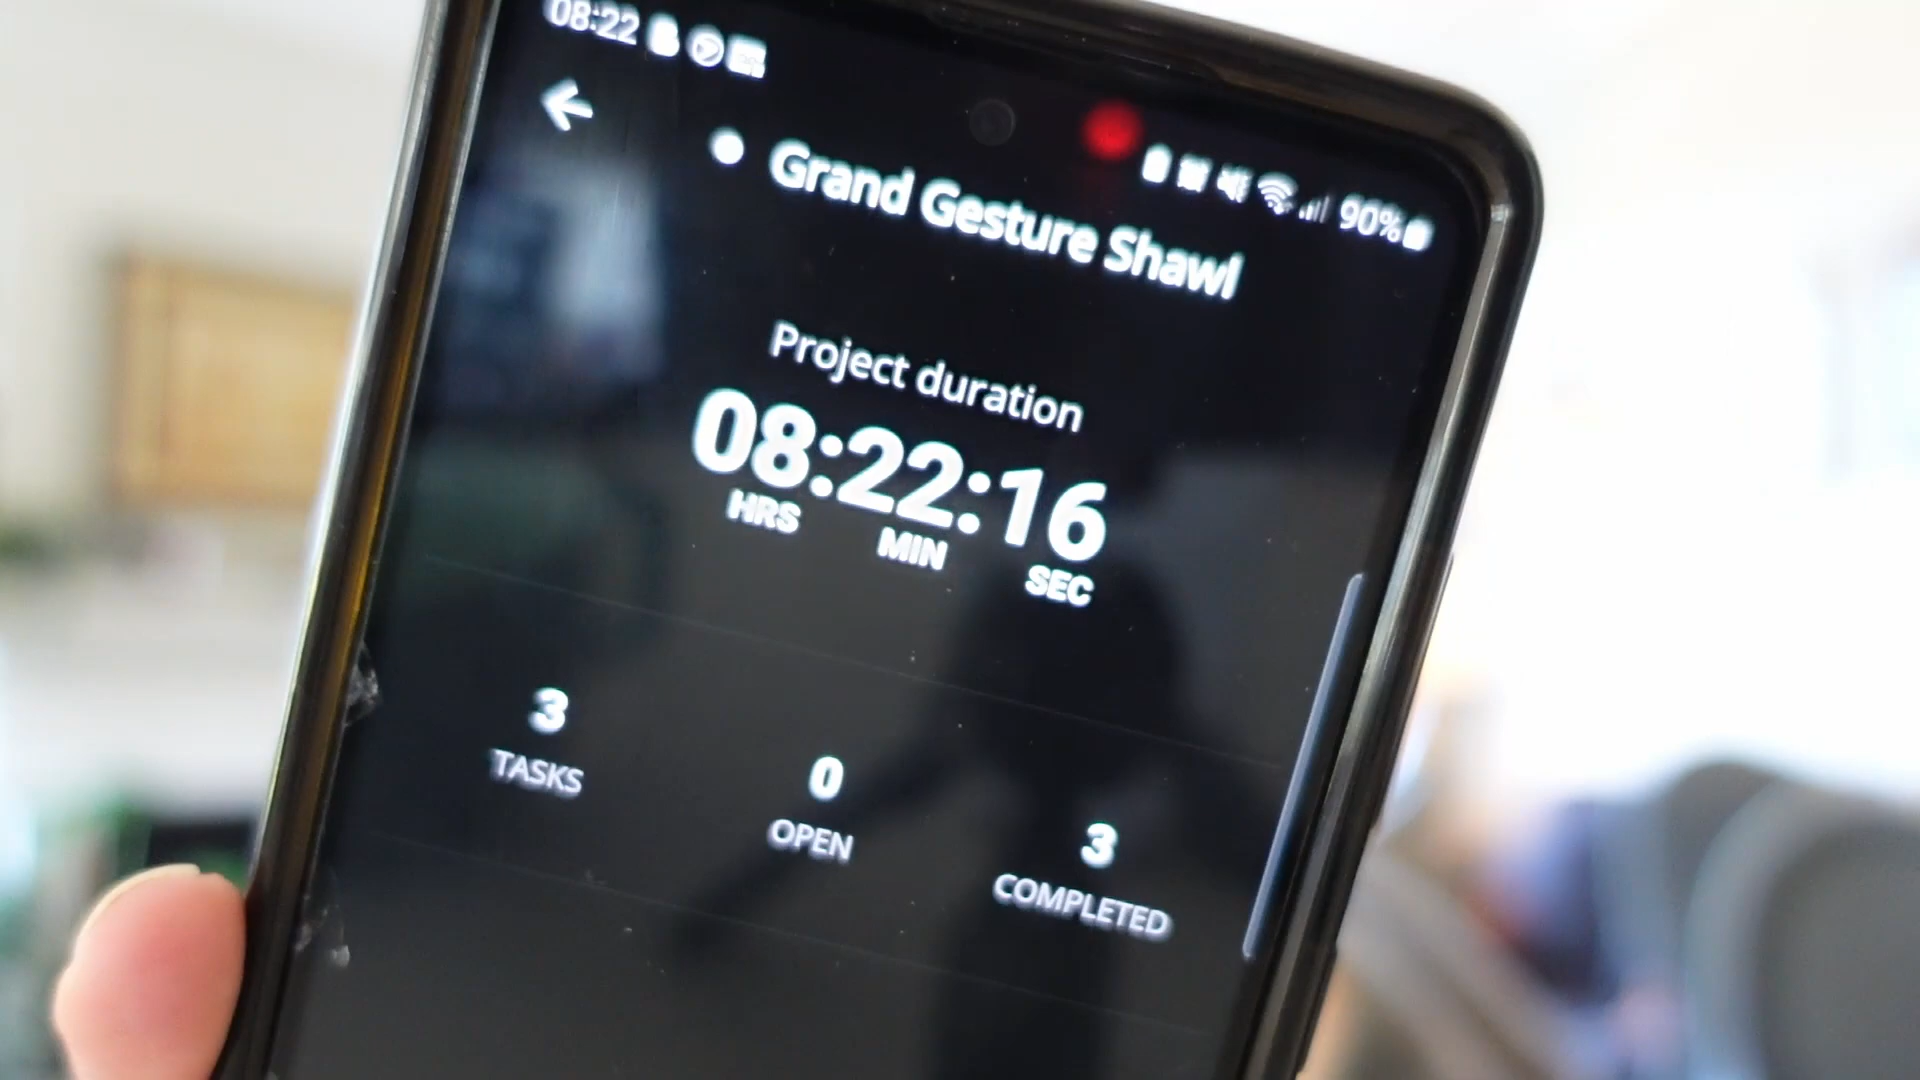 08:22
90%
Grand Gesture Shawl
Project duration
08:22:16
HRS MIN SEC
3 0 3
TASKS OPEN COMPLETED